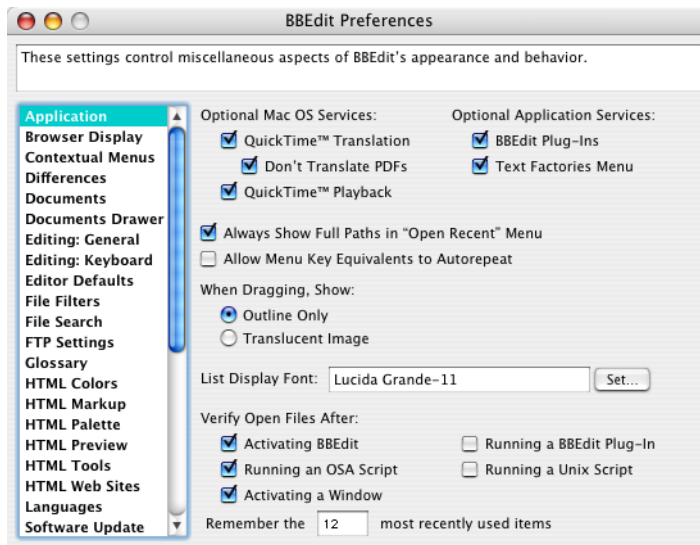 BBEdit Preferences
These settings control miscellaneous aspects of BBEdit's appearance and behavior.
Application
Browser Display
Contextual Menus
Differences
Documents
Documents Drawer
Editing: General
Editing: Keyboard
Editor Defaults
File Filters
File Search
FTP Settings
Glossary
HTML Colors
HTML Markup
HTML Palette
HTML Preview
HTML Tools
HTML Web Sites
Languages
Software Update
Optional Mac OS Services:
QuickTime™ Translation
Don't Translate PDFs
QuickTime™ Playback
Optional Application Services:
BBEdit Plug-Ins
Text Factories Menu
Always Show Full Paths in “Open Recent” Menu
Allow Menu Key Equivalents to Autorepeat
When Dragging, Show:
Outline Only
Translucent Image
List Display Font: Lucida Grande-11 Set...
Verify Open Files After:
Activating BBEdit
Running an OSA Script
Activating a Window
Running a BBEdit Plug-In
Running a Unix Script
Remember the 12 most recently used items